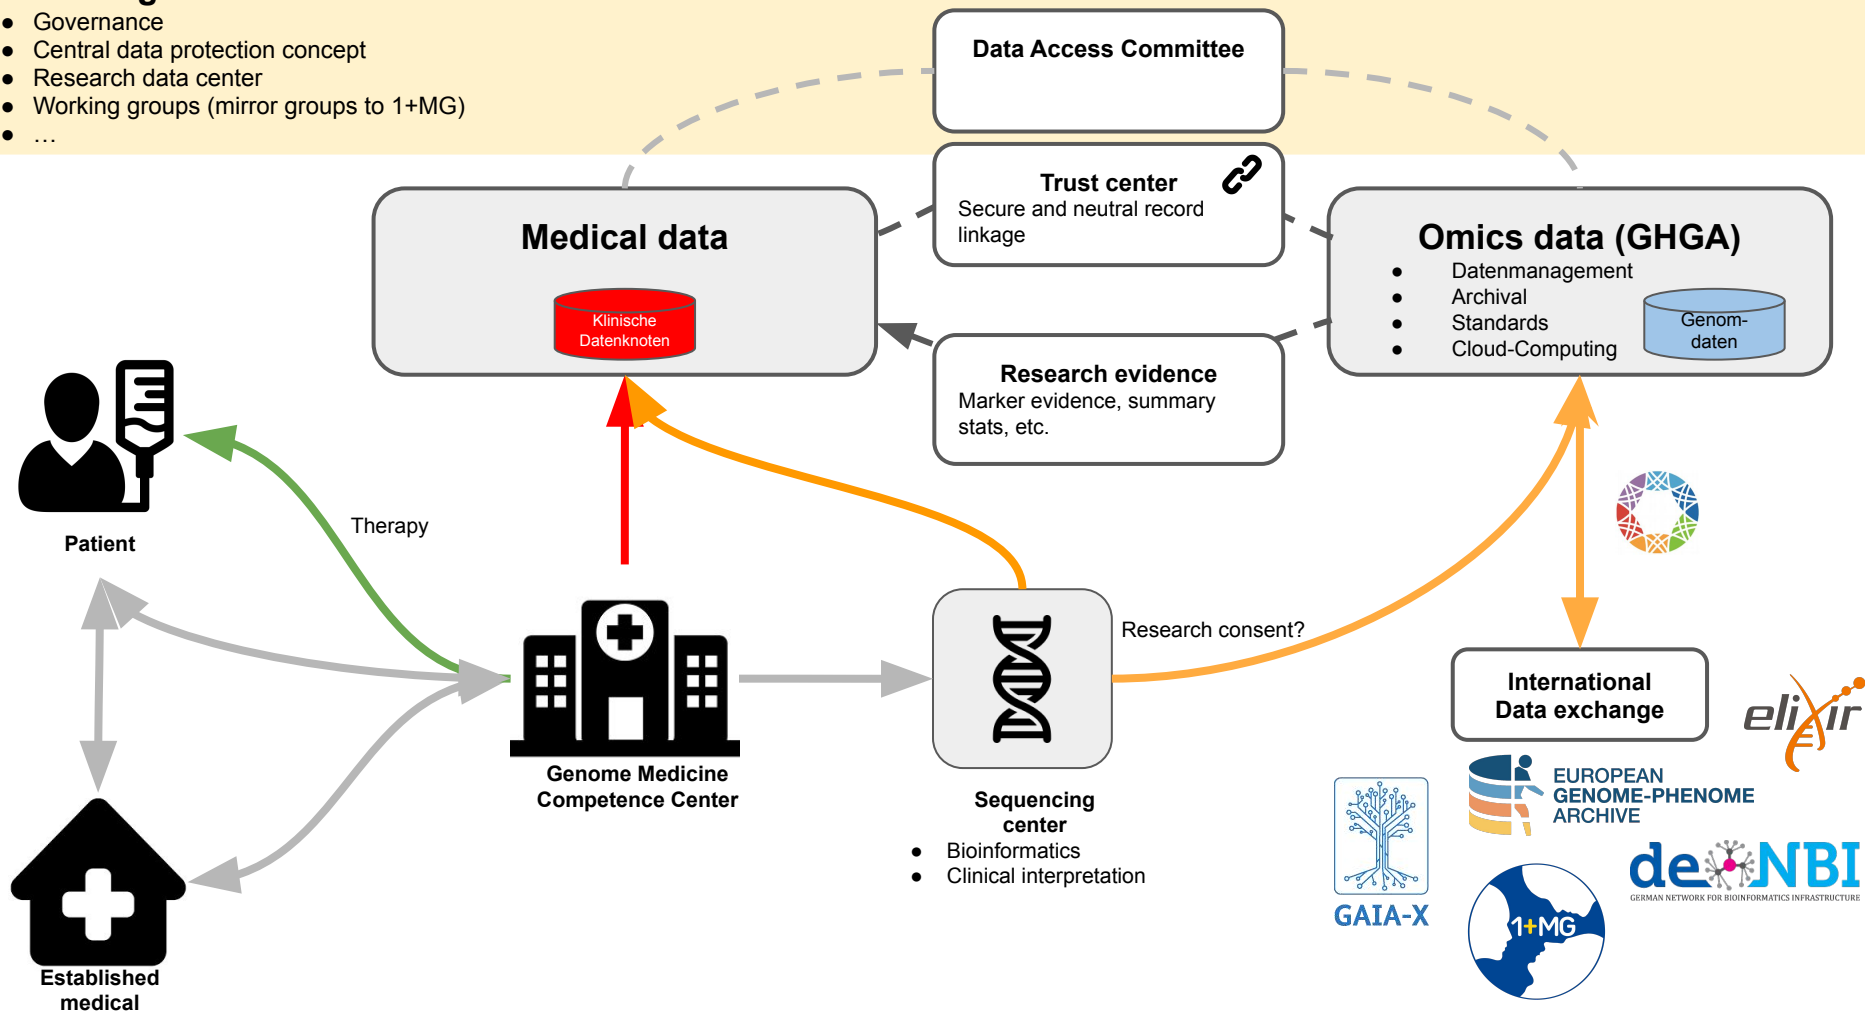 ● Governance
● Central data protection concept
● Research data center
● Working groups (mirror groups to 1+MG)
● …
Data Access Committee
Trust center
Secure and neutral record
linkage
Medical data
Klinische
Datenknoten
Omics data (GHGA)
● Datenmanagement
● Archival
● Standards
● Cloud-Computing
Genom-
daten
Research evidence
Marker evidence, summary
stats, etc.
Patient
Therapy
Research consent?
Genome Medicine
Competence Center
Sequencing
center
● Bioinformatics
● Clinical interpretation
International
Data exchange
elixir
EUROPEAN
GENOME-PHENOME
ARCHIVE
GAIA-X
de NBI
GERMAN NETWORK FOR BIOINFORMATICS INFRASTRUCTURE
1+MG
Established
medical